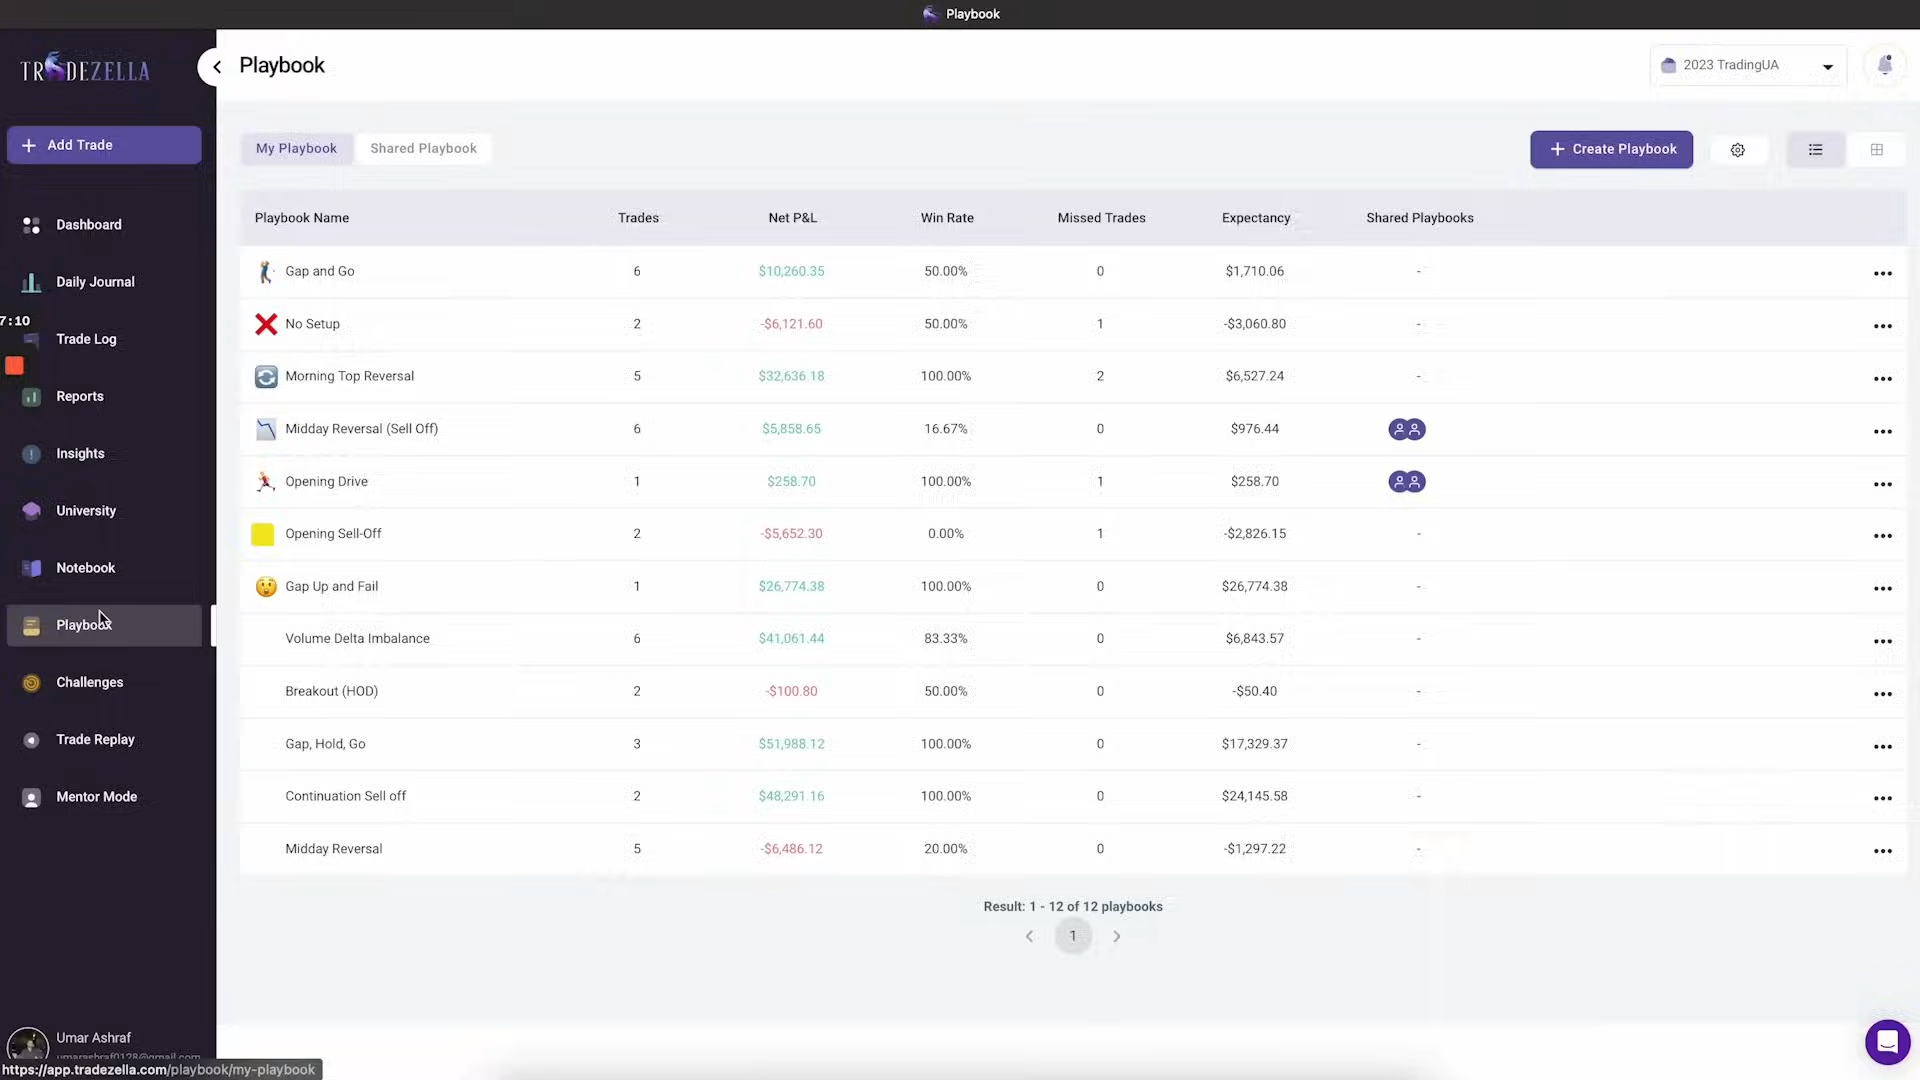 Playbook
TRADEZELLA
Playbook
2023 TradingUA
Add Trade
My Playbook
Shared Playbook
Create Playbook
Dashboard
Daily Journal
7:10
Trade Log
Reports
Insights
University
Notebook
Playbook
Challenges
Trade Replay
Mentor Mode
Playbook Name Trades Net P&L Win Rate Missed Trades Expectancy Shared Playbooks
Gap and Go 6 $10,260.35 50.00% 0 $1,710.06 -
No Setup 2 -$6,121.60 50.00% 1 -$3,060.80 -
Morning Top Reversal 5 $32,636.18 100.00% 2 $6,527.24 -
Midday Reversal (Sell Off) 6 $5,858.65 16.67% 0 $976.44
Opening Drive 1 $258.70 100.00% 1 $258.70
Opening Sell-Off 2 -$5,652.30 0.00% 1 -$2,826.15 -
Gap Up and Fail 1 $26,774.38 100.00% 0 $26,774.38 -
Volume Delta Imbalance 6 $41,061.44 83.33% 0 $6,843.57 -
Breakout (HOD) 2 -$100.80 50.00% 0 -$50.40 -
Gap, Hold, Go 3 $51,988.12 100.00% 0 $17,329.37 -
Continuation Sell off 2 $48,291.16 100.00% 0 $24,145.58 -
Midday Reversal 5 -$6,486.12 20.00% 0 -$1,297.22 -
Result: 1 - 12 of 12 playbooks
1
Umar Ashraf
umarashraf0128@gmail.com
https://app.tradezella.com/playbook/my-playbook